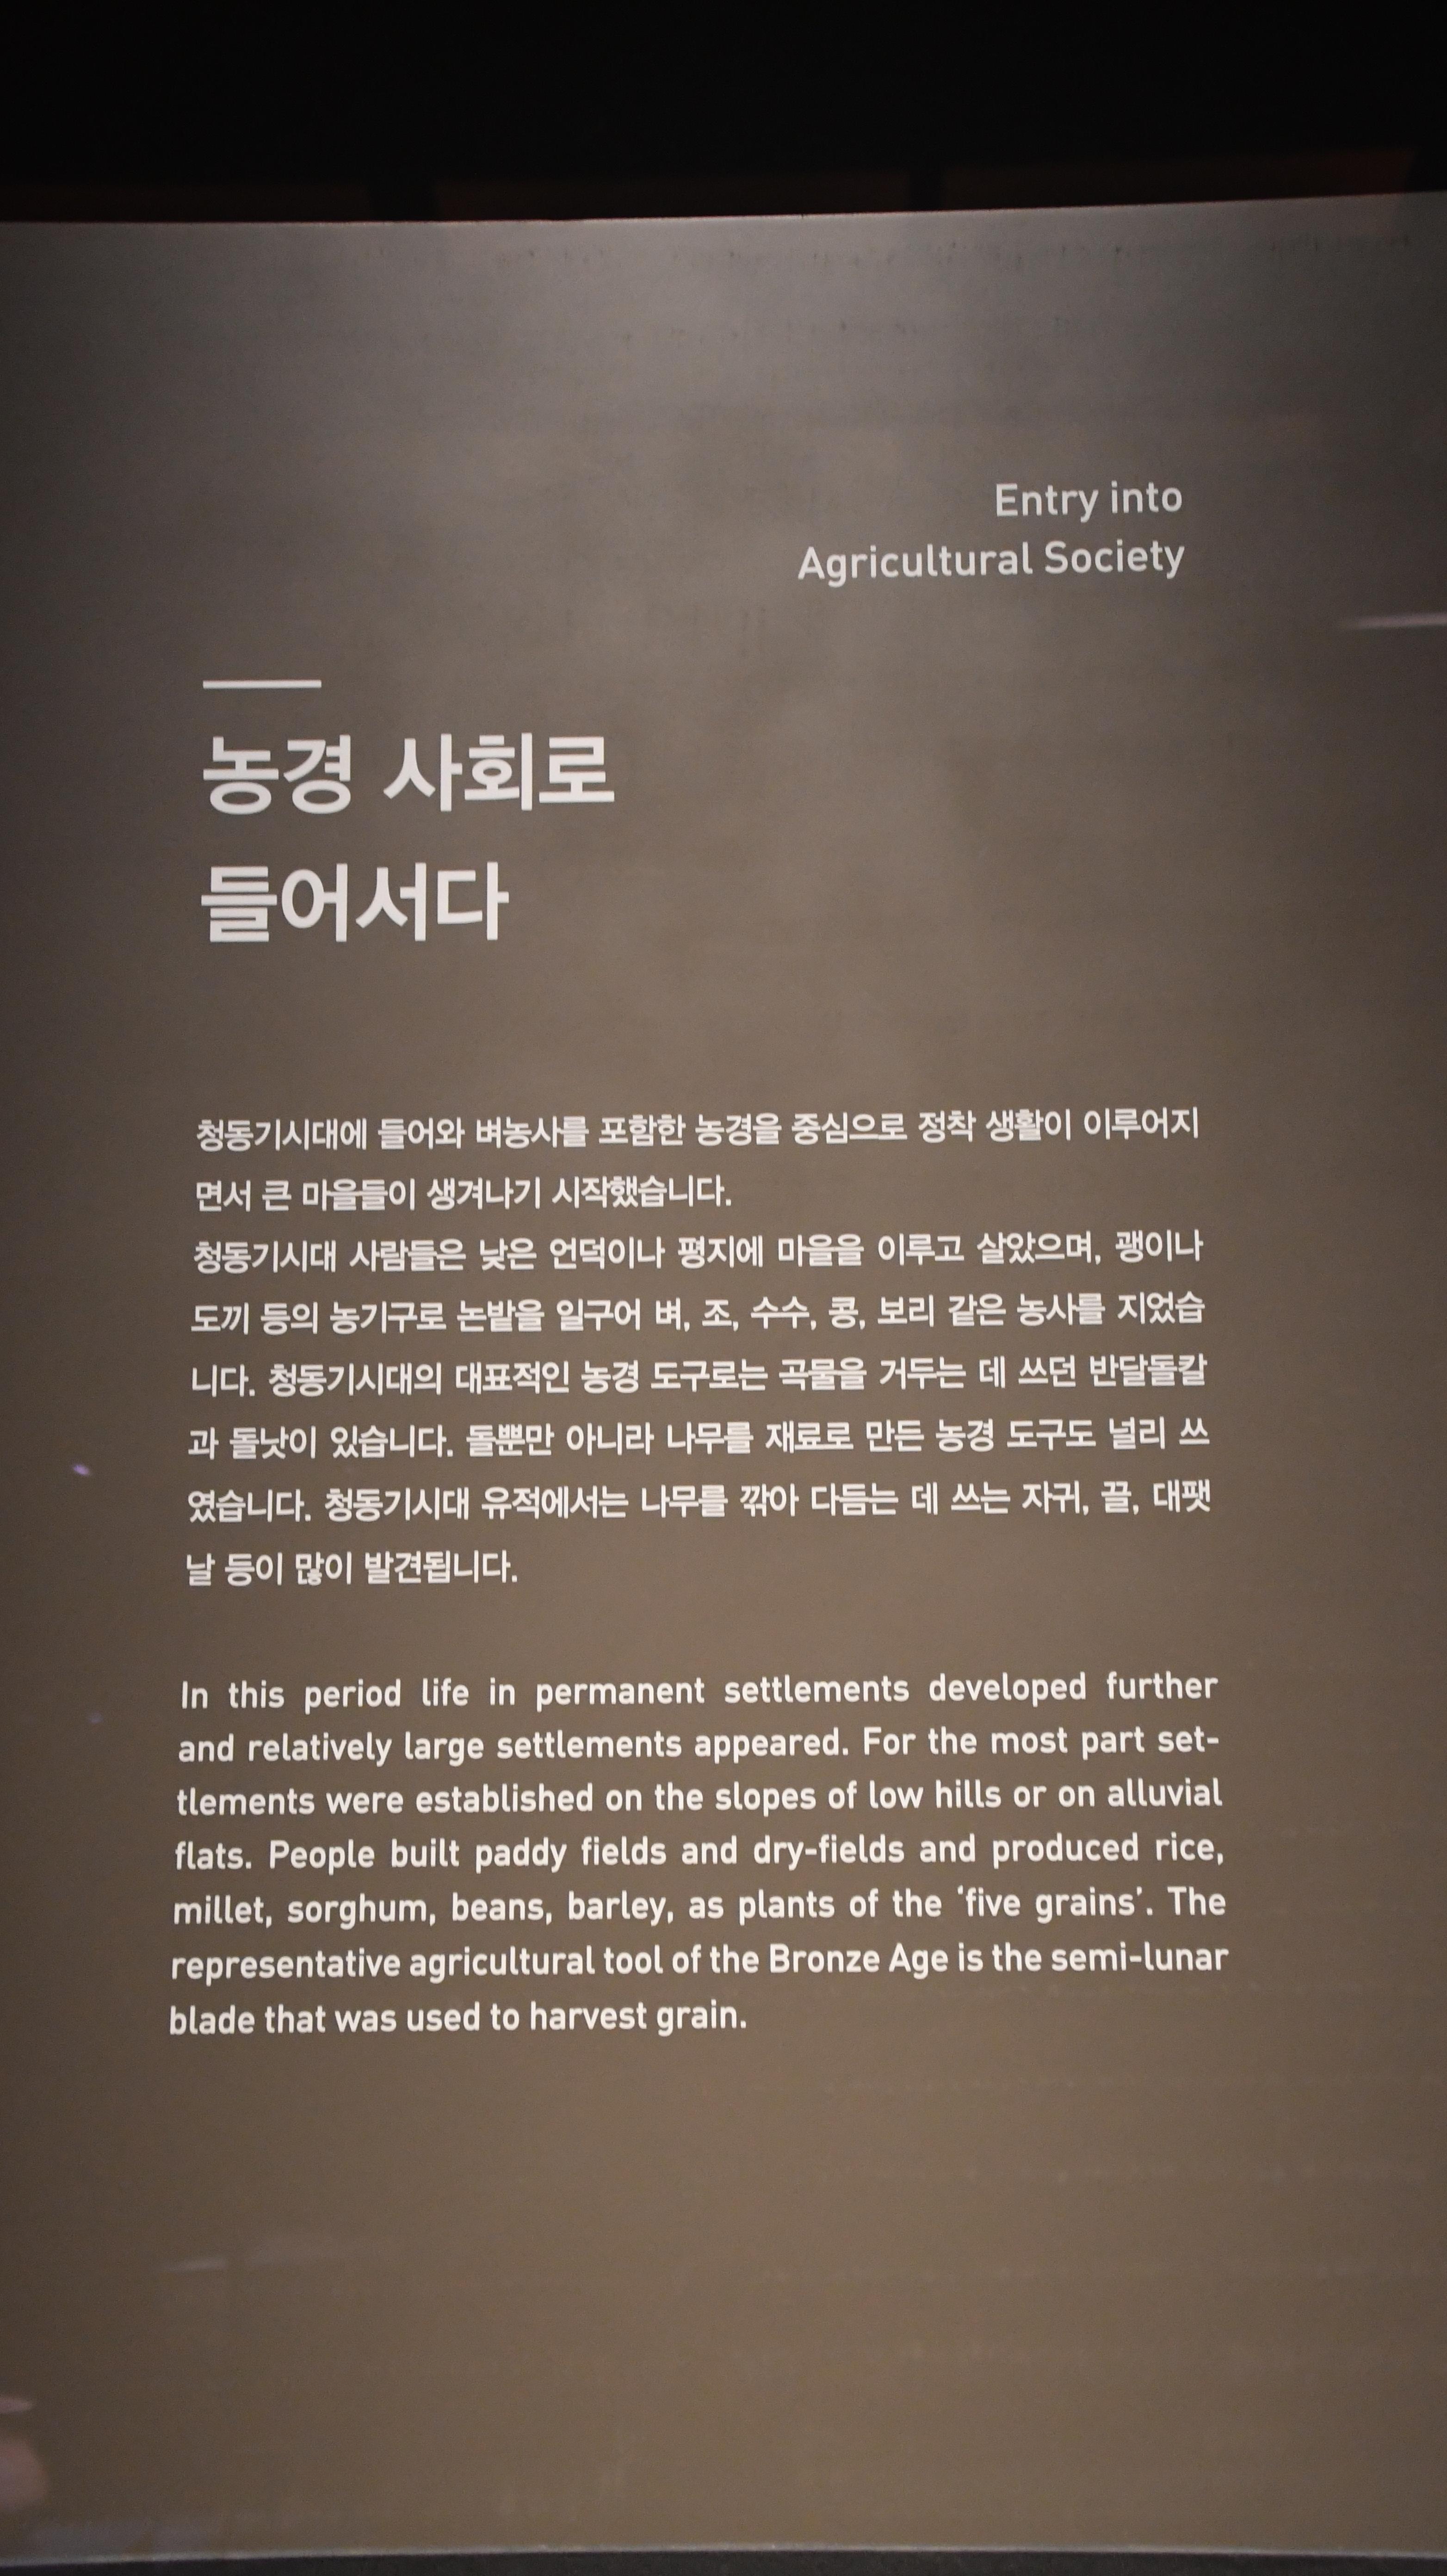 Entry into
Agricultural Society
농경 사회로
들어서다
청동기시대에 들어와 벼농사를 포함한 농경을 중심으로 정착 생활이 이루어지
면서 큰 마을들이 생겨나기 시작했습니다.
청동기시대 사람들은 낮은 언덕이나 평지에 마을을 이루고 살았으며, 괭이나
도끼 등의 농기구로 논밭을 일구어 벼, 조, 수수, 콩, 보리 같은 농사를 지었습
니다. 청동기시대의 대표적인 농경 도구로는 곡물을 거두는 데 쓰던 반달돌칼
과 돌낫이 있습니다. 돌뿐만 아니라 나무를 재료로 만든 농경 도구도 널리 쓰
였습니다. 청동기시대 유적에서는 나무를 깎아 다듬는 데 쓰는 자귀, 끌, 대팻
날 등이 많이 발견됩니다.
In this period life in permanent settlements developed further
and relatively large settlements appeared. For the most part set-
tlements were established on the slopes of low hills or on alluvial
flats. People built paddy fields and dry-fields and produced rice,
millet, sorghum, beans, barley, as plants of the ‘five grains’. The
representative agricultural tool of the Bronze Age is the semi-lunar
blade that was used to harvest grain.